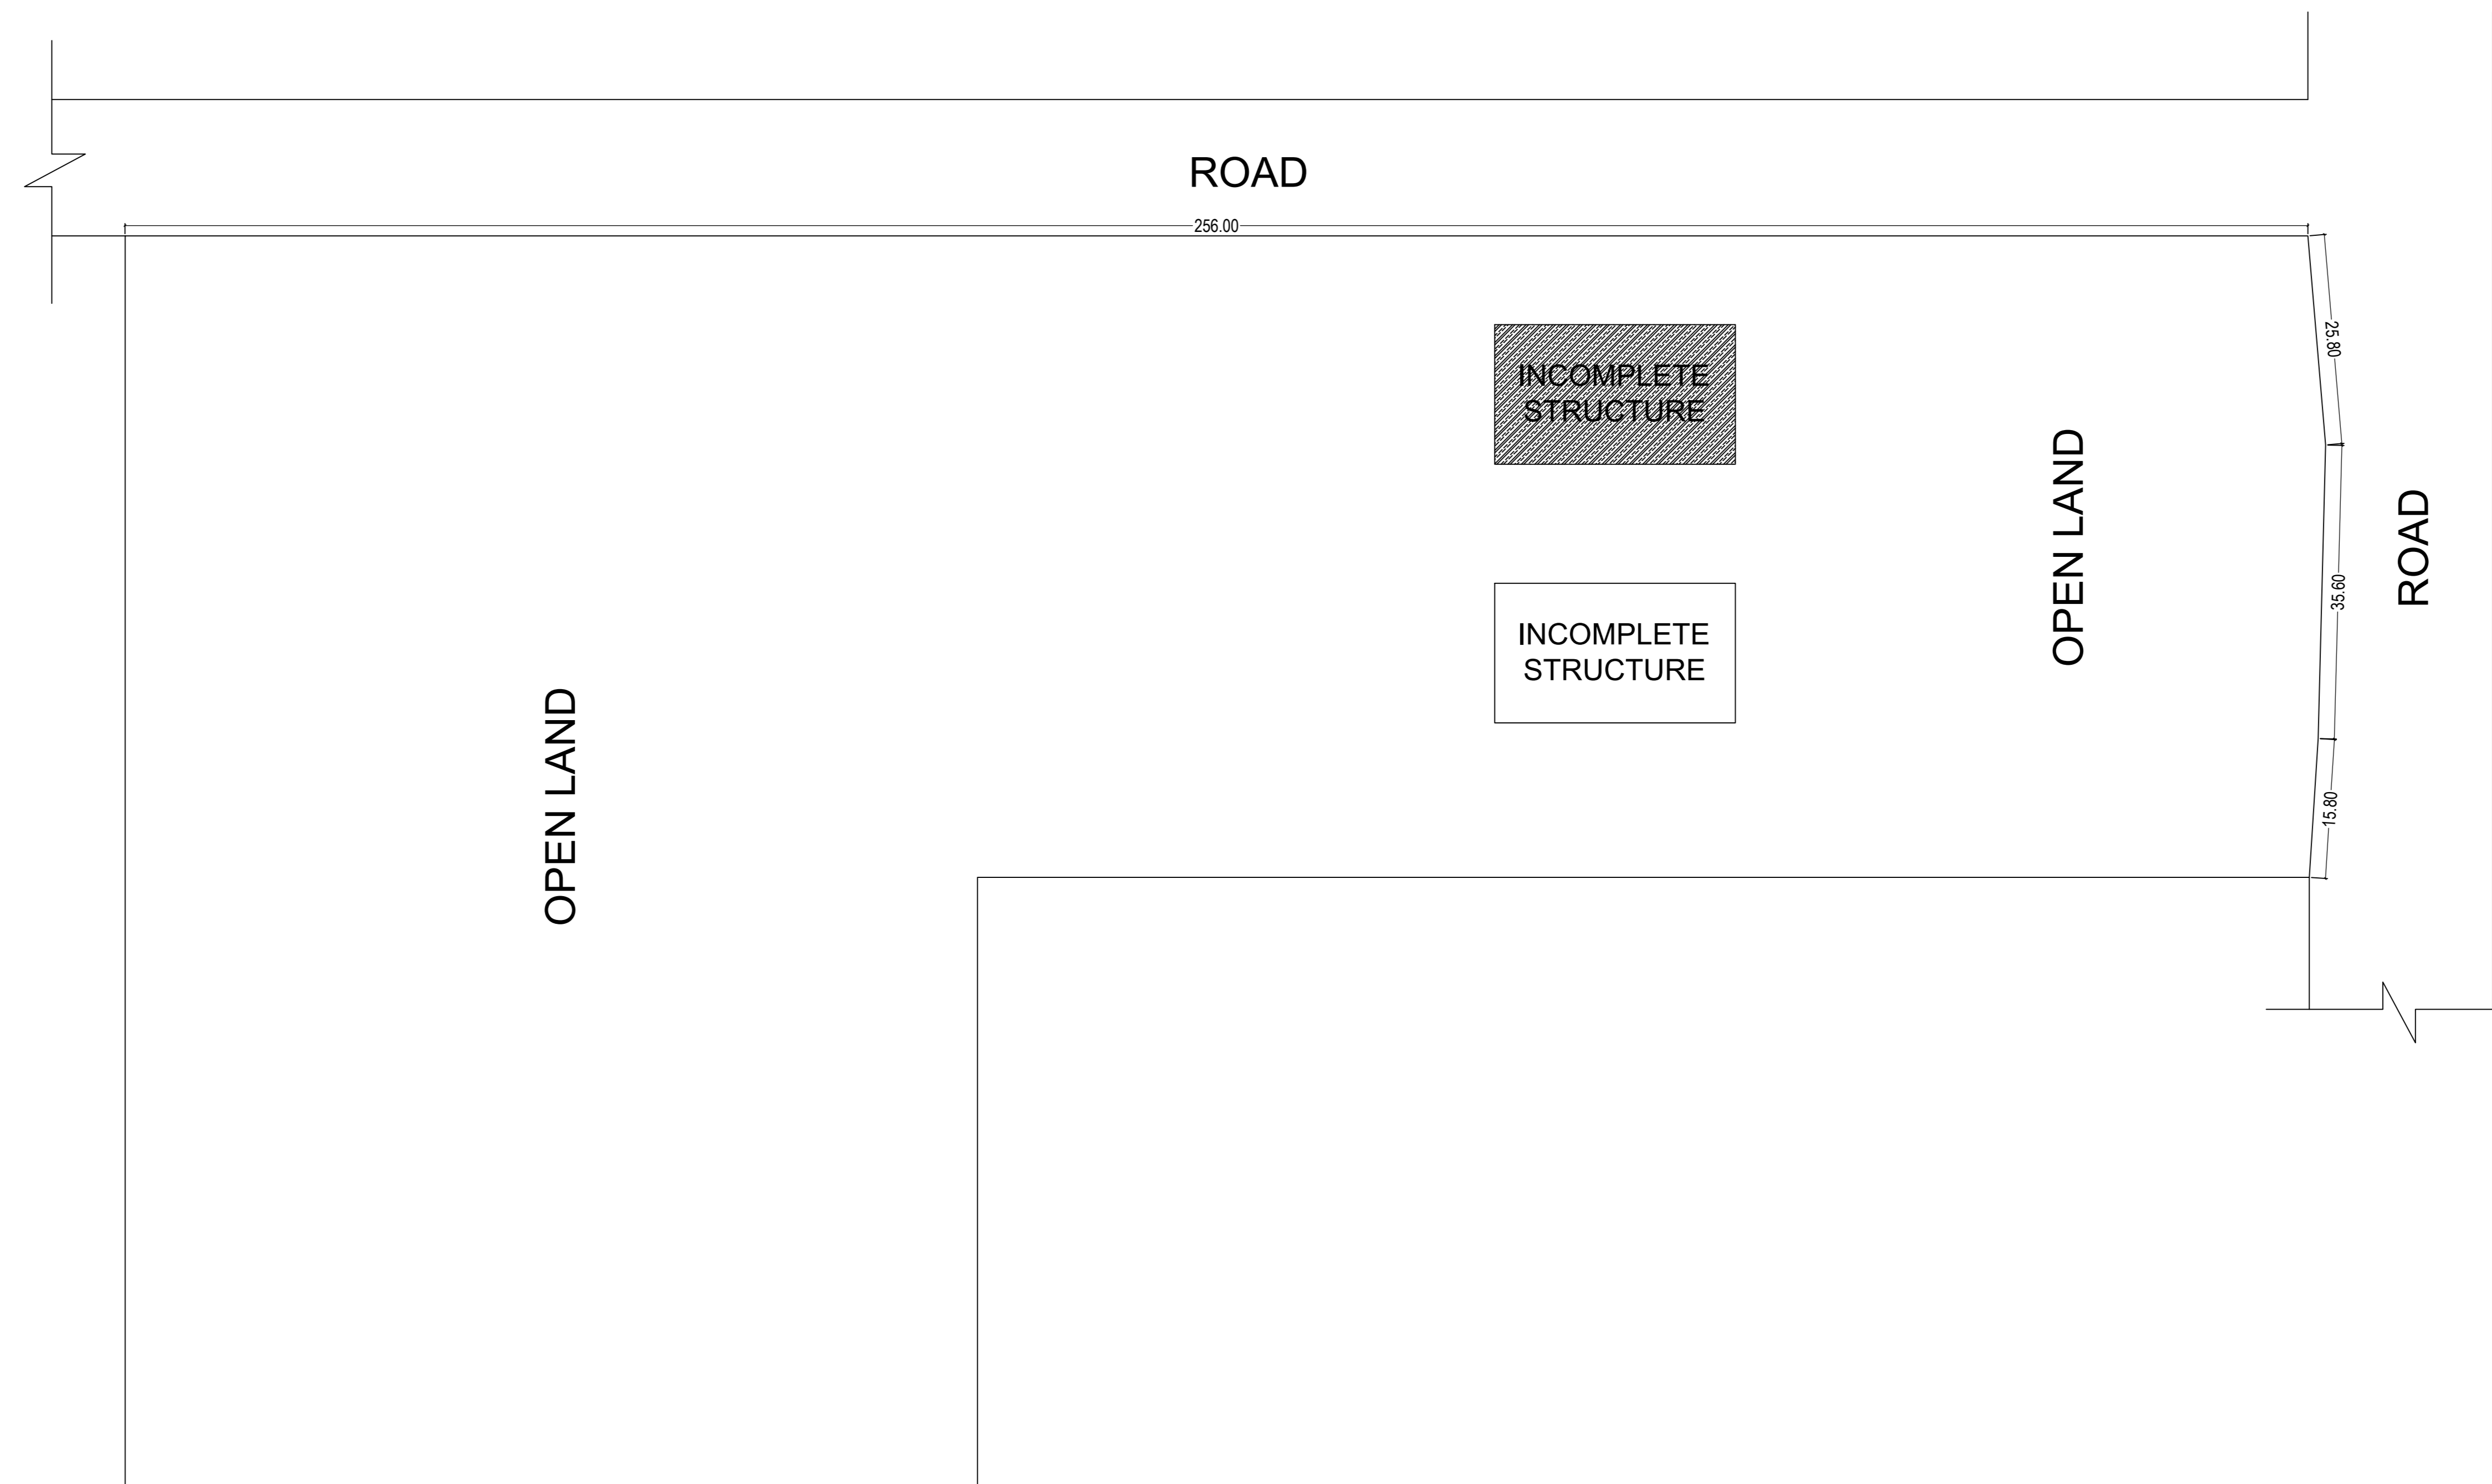 ROAD
256.00
25.80
INCOMPLETE
STRUCTURE
OPEN LAND
ROAD
35.60
INCOMPLETE
STRUCTURE
OPEN LAND
15.80